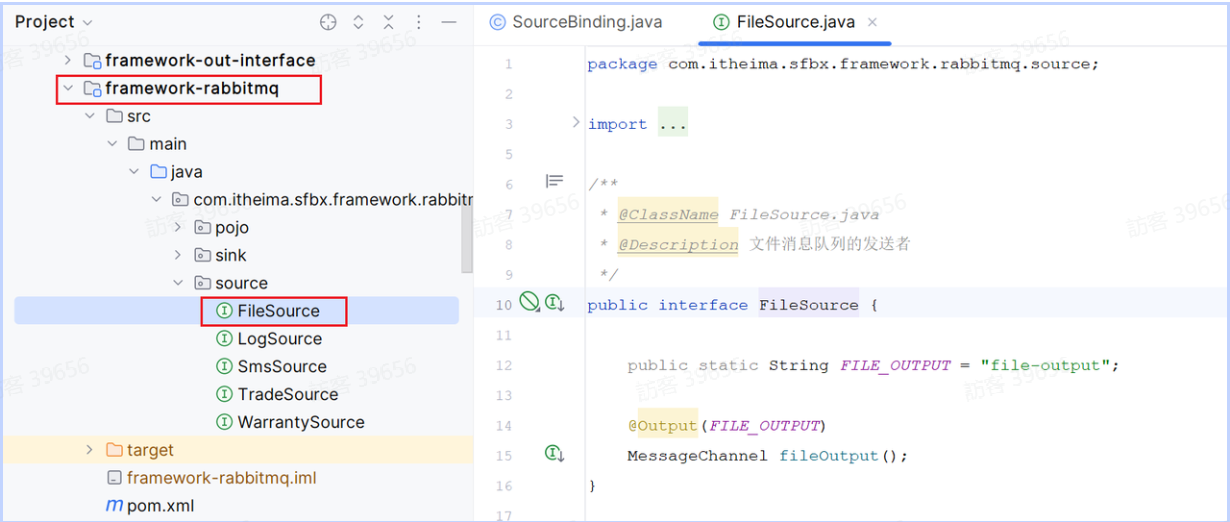 Project
framework-out-interface
framework-rabbitmq
src
main
java
com.itheima.sfbx.framework.rabbitm
pojo
sink
source
FileSource
LogSource
SmsSource
TradeSource
WarrantySource
target
framework-rabbitmq.iml
pom.xml
SourceBinding.java
FileSource.java
1 package com.itheima.sfbx.framework.rabbitmq.source;
2
3 import ...
5
6 /**
7 * @ClassName FileSource.java
8 * @Description 文件消息队列的发送者
9 */
10 public interface FileSource {
11
12 public static String FILE_OUTPUT = "file-output";
13
14 @Output(FILE_OUTPUT)
15 MessageChannel fileOutput();
16 }
17
訪客 39656